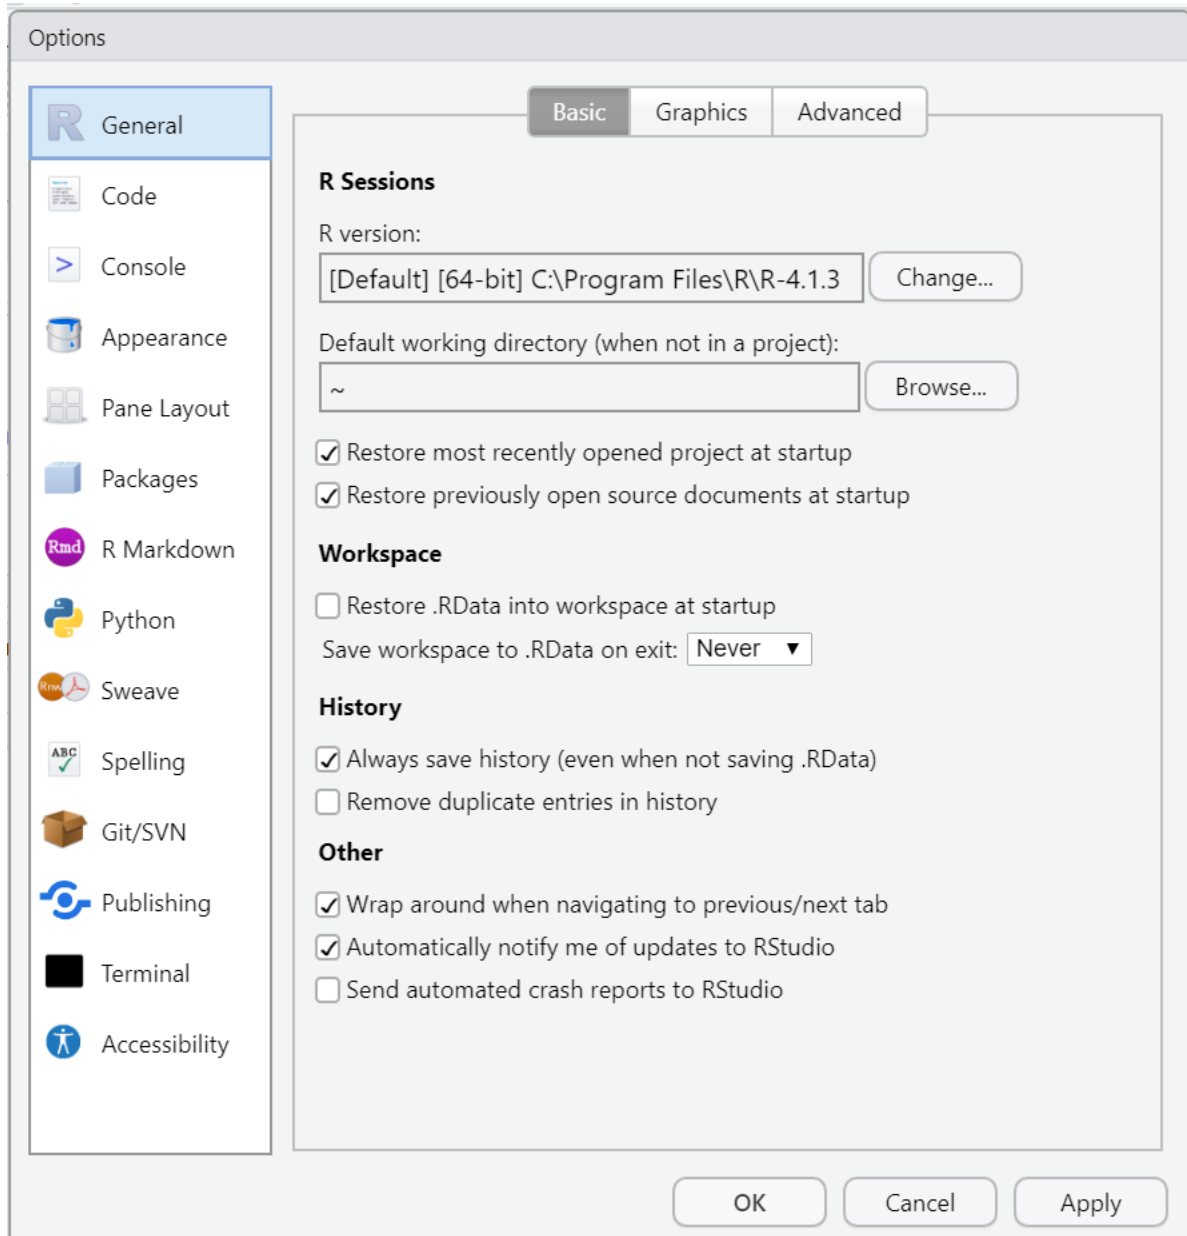 Options
General
Code
Console
Appearance
Pane Layout
Packages
Rmd
R Markdown
Python
Rnw
Sweave
ABC
Spelling
Git/SVN
Publishing
Terminal
Accessibility
Basic
Graphics
Advanced
R Sessions
R version:
[Default] [64-bit] C:\Program Files\R\R-4.1.3
Change...
Default working directory (when not in a project):
~
Browse...
Restore most recently opened project at startup
Restore previously open source documents at startup
Workspace
Restore .RData into workspace at startup
Save workspace to .RData on exit: Never
History
Always save history (even when not saving .RData)
Remove duplicate entries in history
Other
Wrap around when navigating to previous/next tab
Automatically notify me of updates to RStudio
Send automated crash reports to RStudio
OK
Cancel
Apply